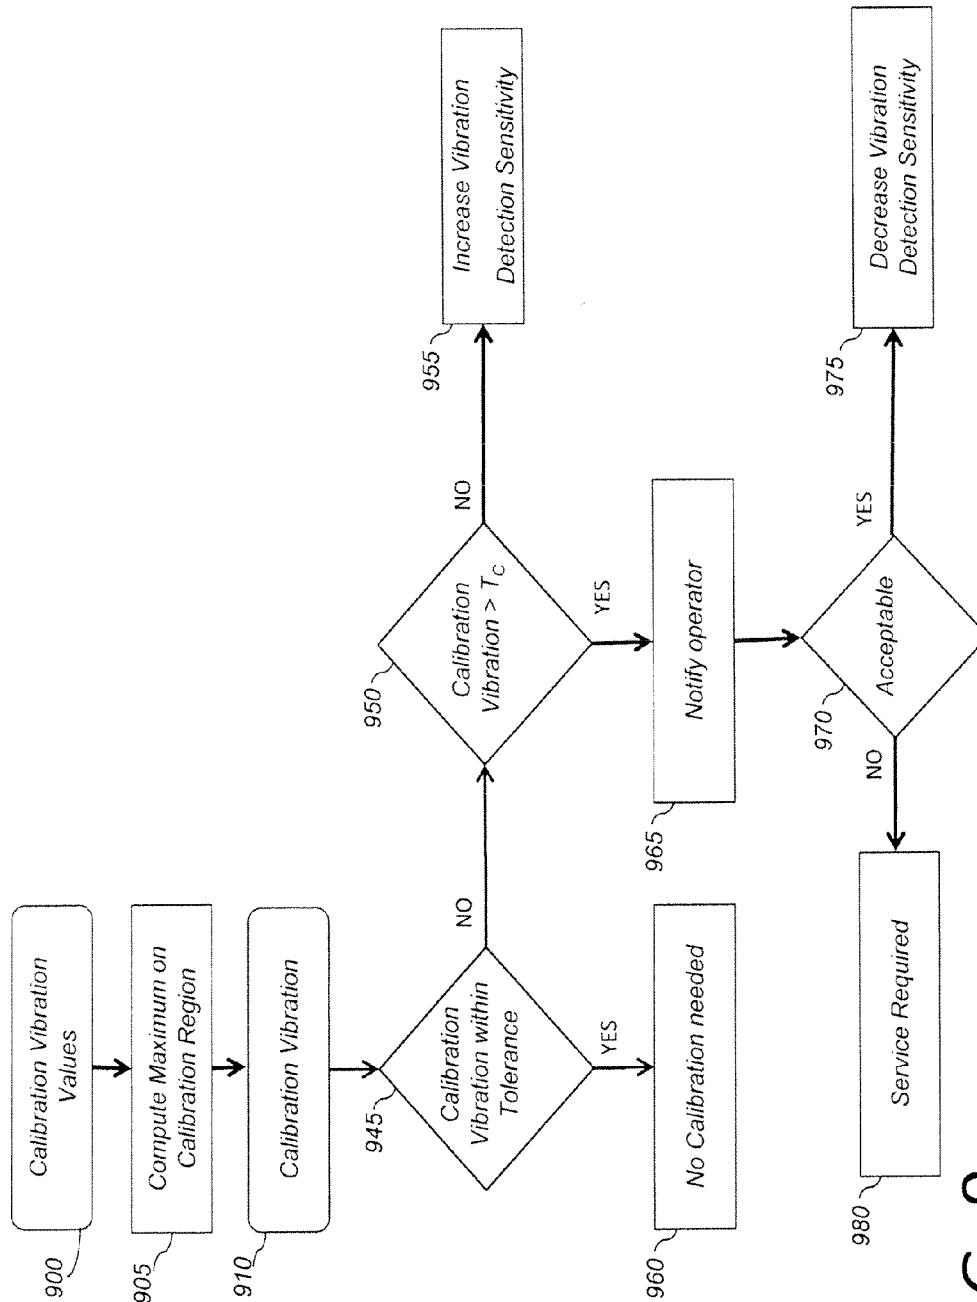 900
Calibration Vibration
Values
905
Compute Maximum on
Calibration Region
910
Calibration Vibration
945
Calibration
Vibration within
Tolerance
NO
YES
950
Calibration
Vibration > T_C
NO
YES
955
Increase Vibration
Detection Sensitivity
960
No Calibration needed
965
Notify operator
970
Acceptable
NO
YES
975
Decrease Vibration
Detection Sensitivity
980
Service Required